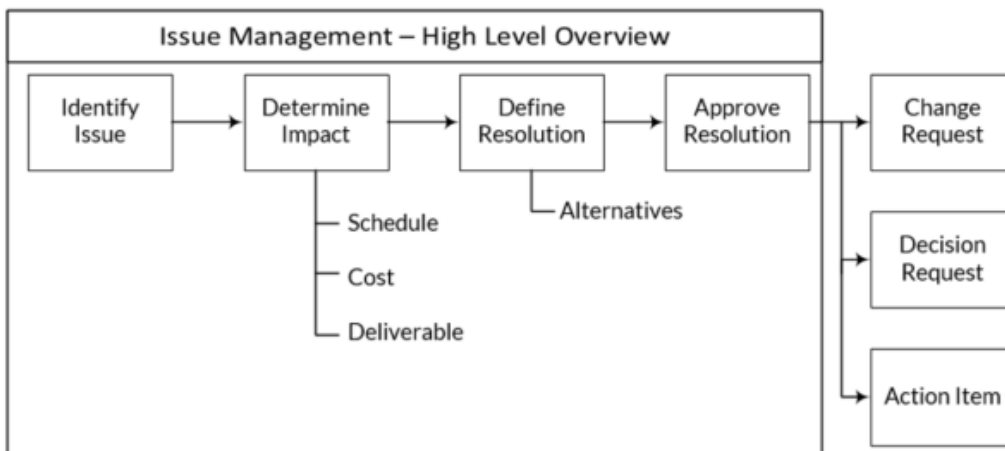 Issue Management – High Level Overview
Identify
Issue
Determine
Impact
Define
Resolution
Approve
Resolution
Change
Request
Schedule
Cost
Deliverable
Alternatives
Decision
Request
Action Item